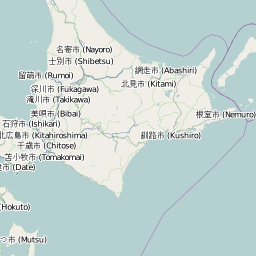 名寄市 (Nayoro)
士別市 (Shibetsu)
網走市 (Abashiri)
留萌市 (Rumoi)
北見市 (Kitami)
深川市 (Fukagawa)
滝川市 (Takikawa)
根室市 (Nemuro)
美唄市 (Bibai)
石狩市 (Ishikari)
釧路市 (Kushiro)
北広島市 (Kitahiroshima)
千歳市 (Chitose)
苫小牧市 (Tomakomai)
市 (Date)
(Hokuto)
つ市 (Mutsu)